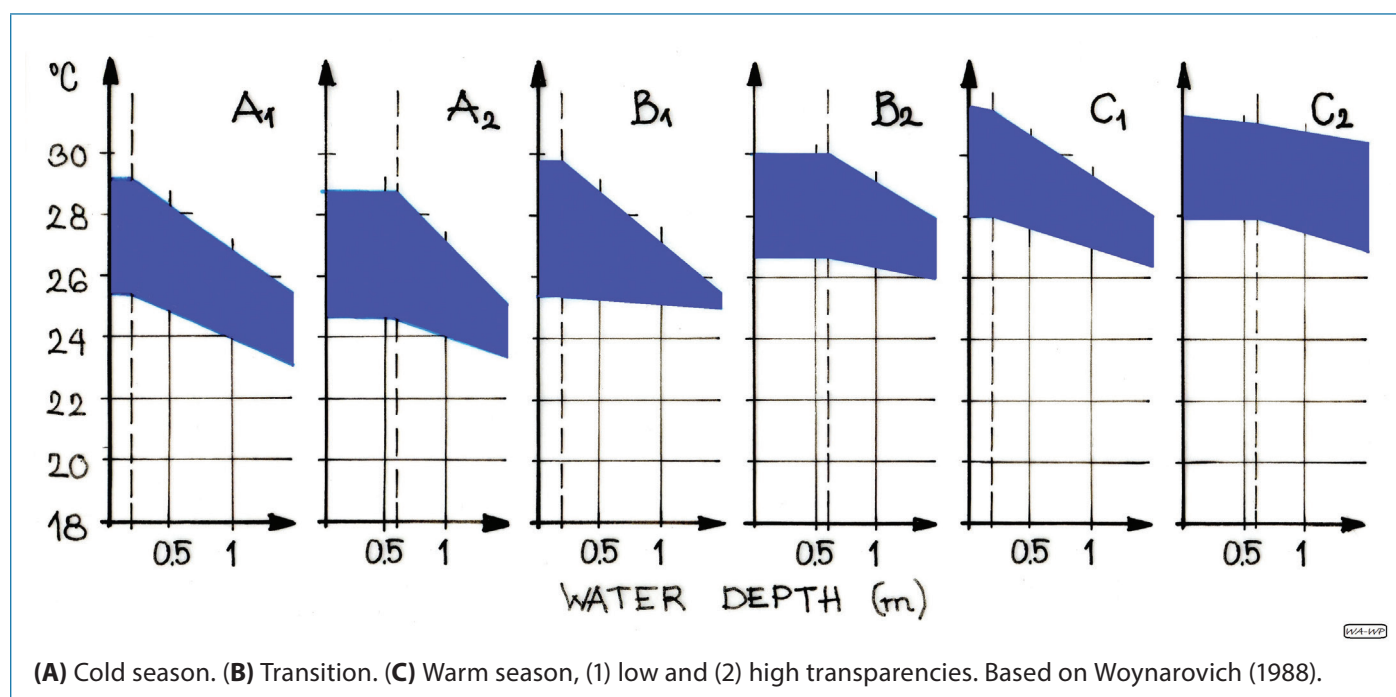 °C
A1
A2
B1
B2
C1
C2
30
28
26
24
22
20
18
0.5 1
0.5 1
0.5 1
0.5 1
0.5 1
0.5 1
WATER DEPTH (m)
WA-WP
(A) Cold season. (B) Transition. (C) Warm season, (1) low and (2) high transparencies. Based on Woynarovich (1988).